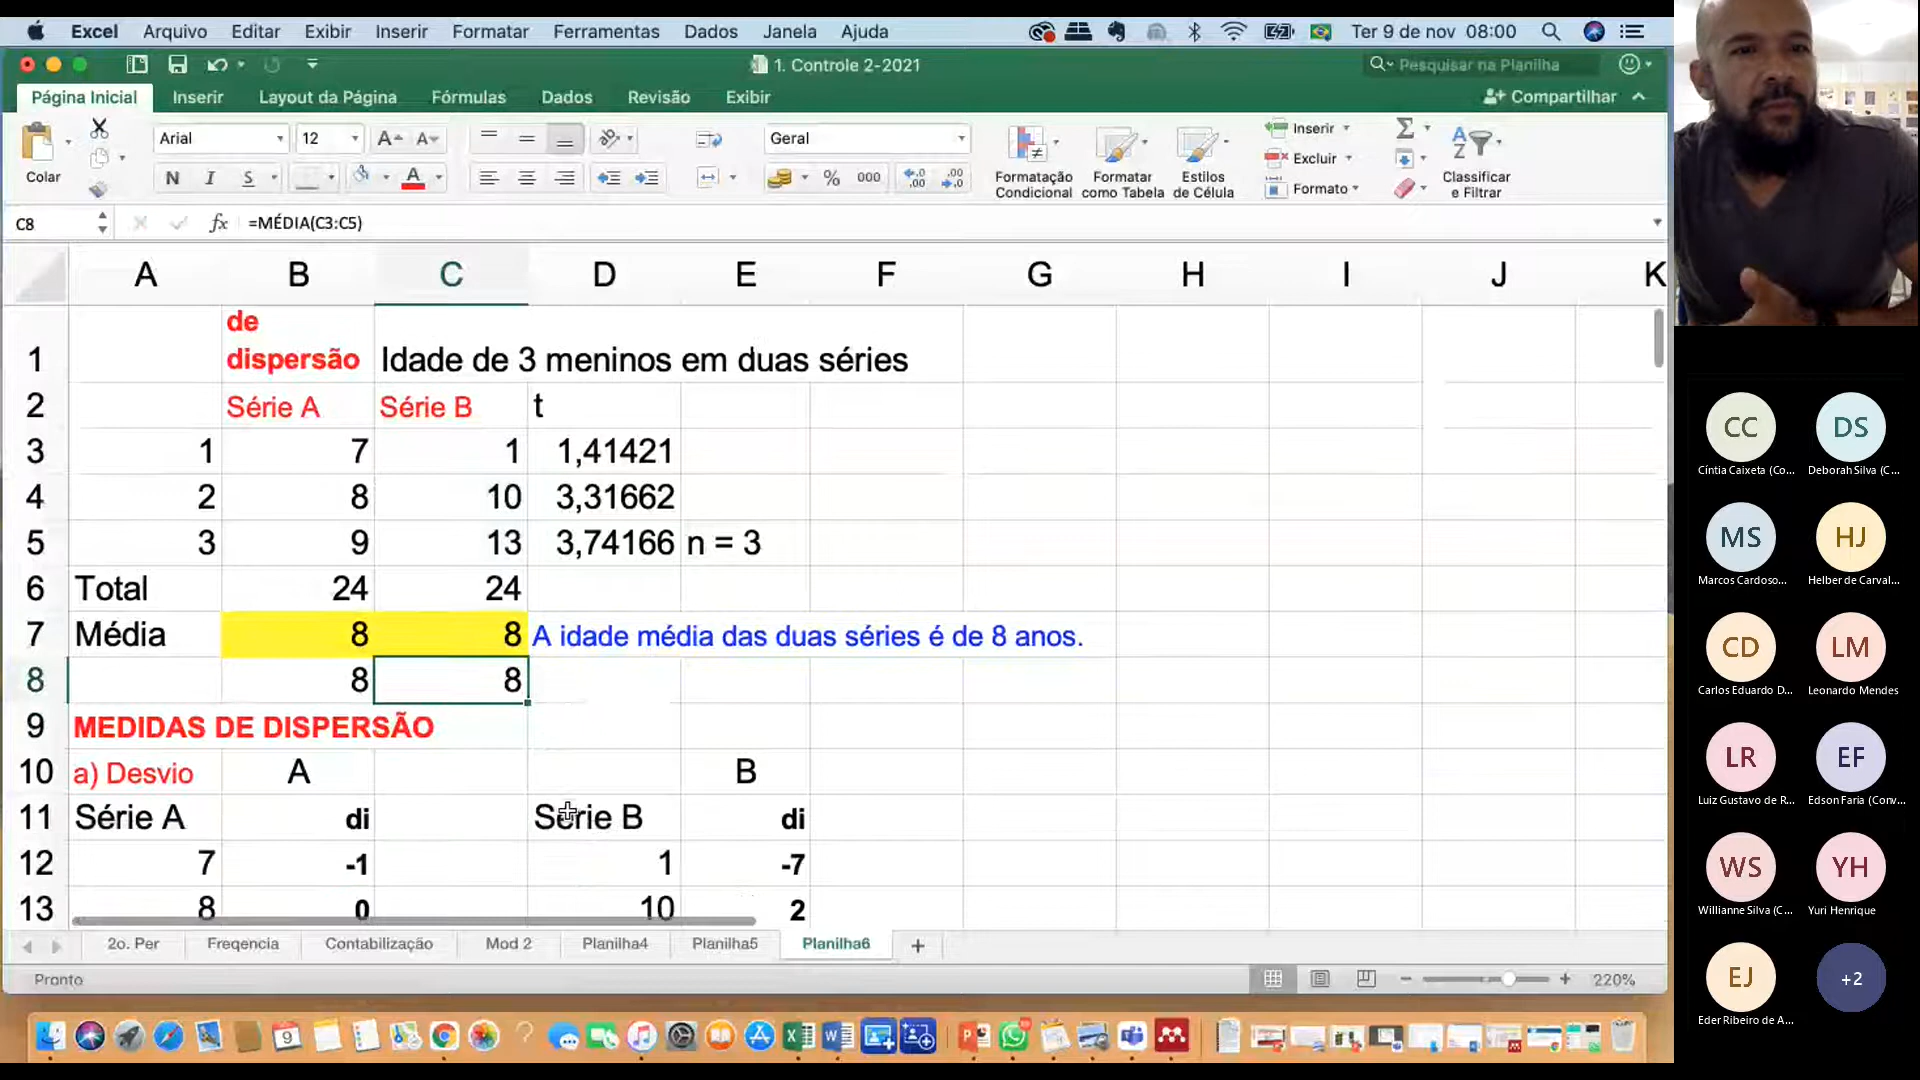 Excel Arquivo Editar Exibir Inserir Formatar Ferramentas Dados Janela Ajuda Ter 9 de nov 08:00
1. Controle 2-2021 Pesquisar na Planilha
Página Inicial Inserir Layout da Página Fórmulas Dados Revisão Exibir Compartilhar
Colar Arial 12 A A Geral Inserir
N I S A % 000 Excluir
Formatação Condicional Formatar como Tabela Estilos de Célula Formato Classificar e Filtrar
C8 fx =MÉDIA(C3:C5)
A B C D E F G H I J K
de
1 dispersão Idade de 3 meninos em duas séries
2 Série A Série B t
3 1 7 1 1,41421
4 2 8 10 3,31662
5 3 9 13 3,74166 n = 3
6 Total 24 24
7 Média 8 8 A idade média das duas séries é de 8 anos.
8 8 8
9 MEDIDAS DE DISPERSÃO
10 a) Desvio A B
11 Série A di Série B di
12 7 -1 1 -7
13 8 0 10 2
2o. Per Freqencia Contabilização Mod 2 Planilha4 Planilha5 Planilha6 +
Pronto 220%
CC DS
Cíntia Caixeta (Co... Deborah Silva (C...
MS HJ
Marcos Cardoso... Helber de Carval...
CD LM
Carlos Eduardo D... Leonardo Mendes
LR EF
Luiz Gustavo de R... Edson Faria (Conv...
WS YH
Willianne Silva (C... Yuri Henrique
EJ +2
Eder Ribeiro de A...